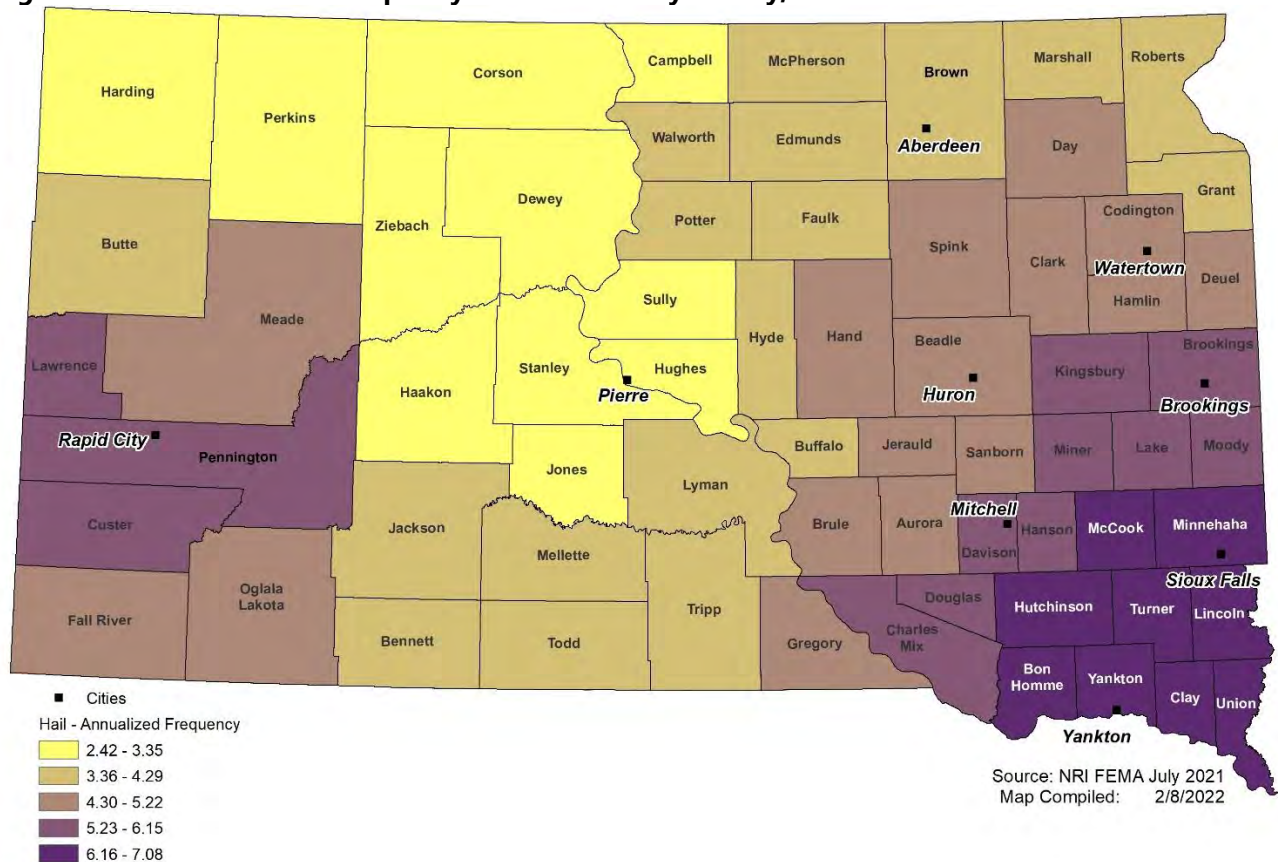 Harding
Perkins
Corson
Campbell
McPherson
Brown
Marshall
Roberts
Walworth
Edmunds
Aberdeen
Day
Grant
Butte
Ziebach
Dewey
Potter
Faulk
Spink
Clark
Codington
Watertown
Hamlin
Deuel
Meade
Sully
Hyde
Hand
Beadle
Huron
Kingsbury
Brookings
Brookings
Lawrence
Haakon
Stanley
Hughes
Pierre
Rapid City
Pennington
Jones
Lyman
Buffalo
Jerauld
Sanborn
Miner
Lake
Moody
Custer
Jackson
Mellette
Brule
Aurora
Mitchell
Davison
Hanson
McCook
Minnehaha
Sioux Falls
Fall River
Oglala
Lakota
Bennett
Todd
Tripp
Gregory
Douglas
Charles
Mix
Hutchinson
Turner
Lincoln
Bon
Homme
Yankton
Clay
Union
Yankton
Cities
Hail - Annualized Frequency
2.42 - 3.35
3.36 - 4.29
4.30 - 5.22
5.23 - 6.15
6.16 - 7.08
Source: NRI FEMA July 2021
Map Compiled: 2/8/2022